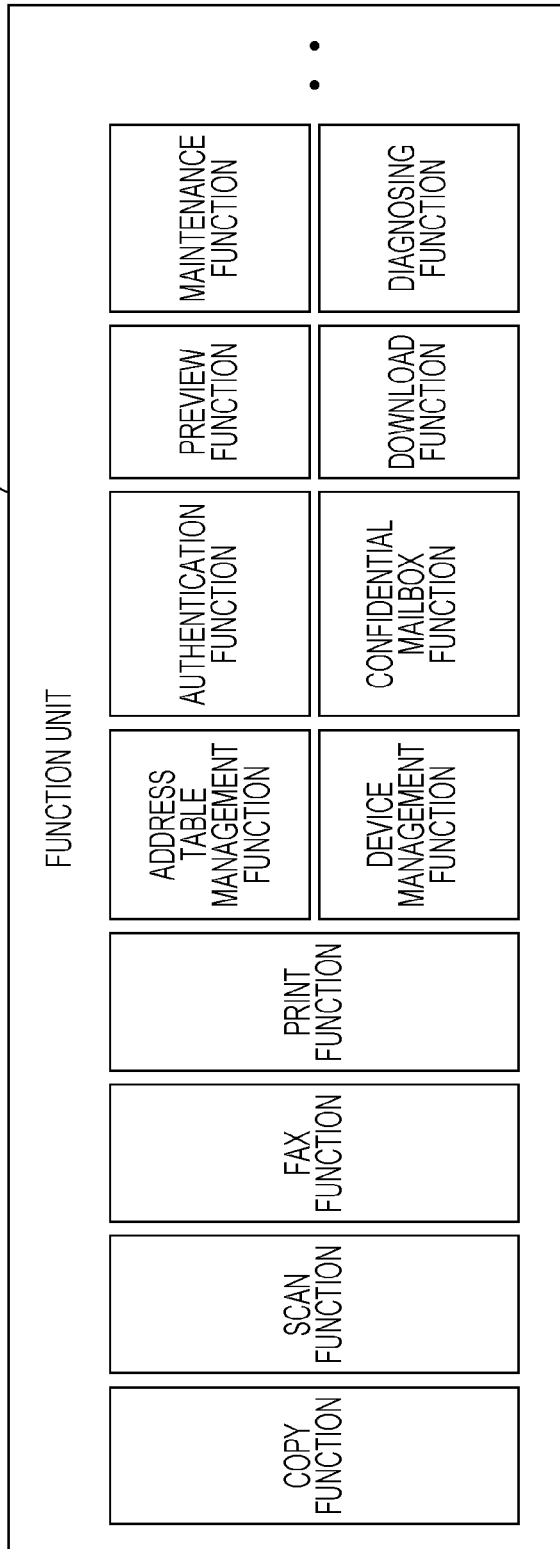 FUNCTION UNIT
COPY
FUNCTION
SCAN
FUNCTION
FAX
FUNCTION
PRINT
FUNCTION
ADDRESS
TABLE
MANAGEMENT
FUNCTION
AUTHENTICATION
FUNCTION
PREVIEW
FUNCTION
MAINTENANCE
FUNCTION
DEVICE
MANAGEMENT
FUNCTION
CONFIDENTIAL
MAILBOX
FUNCTION
DOWNLOAD
FUNCTION
DIAGNOSING
FUNCTION